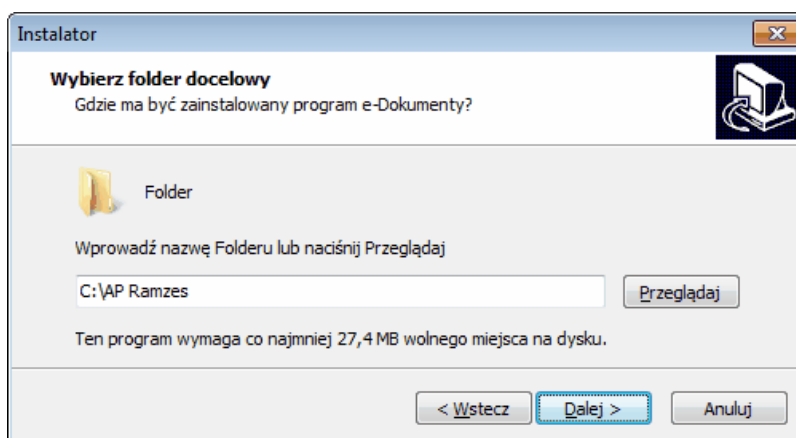 Instalator
Wybierz folder docelowy
Gdzie ma być zainstalowany program e-Dokumenty?
Folder
Wprowadź nazwę Folderu lub naciśnij Przeglądaj
C:\AP Ramzes
Przeglądaj
Ten program wymaga co najmniej 27,4 MB wolnego miejsca na dysku.
< Wstecz
Dalej >
Anuluj